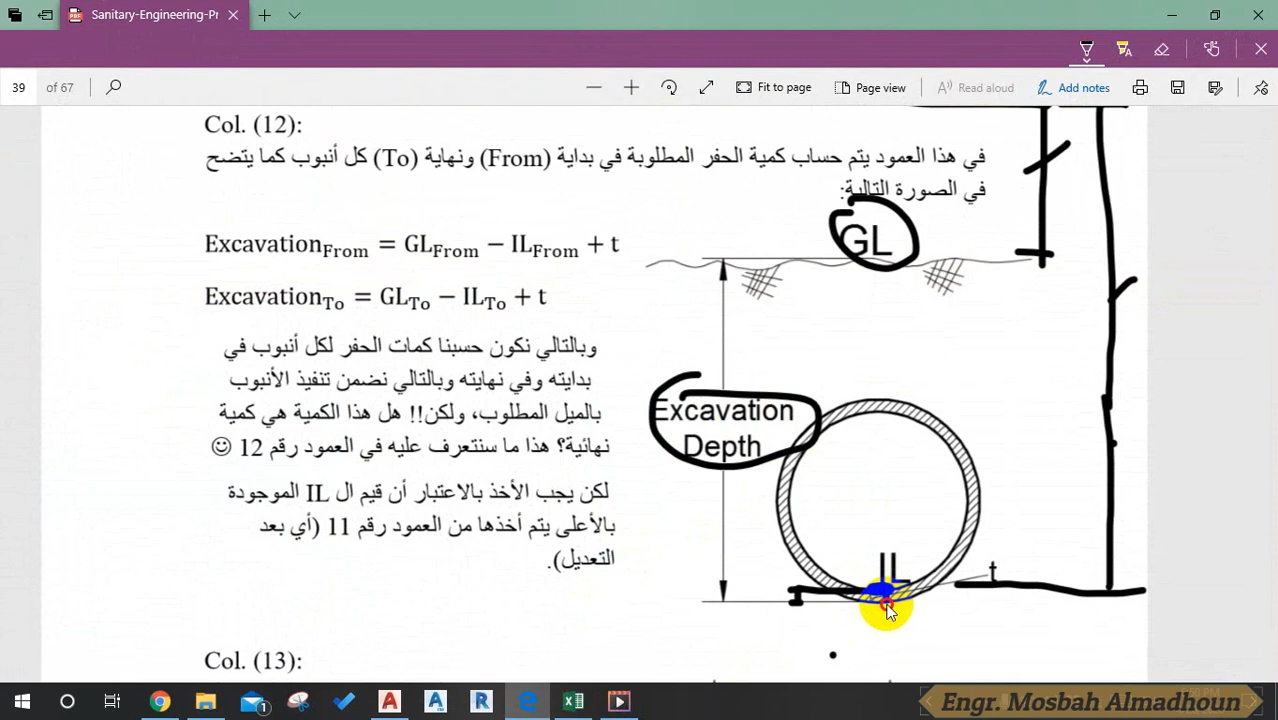 Sanitary-Engineering-Pr
39 of 67
Fit to page
Page view
Read aloud
Add notes
Col. (12):
في هذا العمود يتم حساب كمية الحفر المطلوبة في بداية (From) ونهاية (To) كل أنبوب كما يتضح
في الصورة التالية:
Excavation_From = GL_From − IL_From + t
Excavation_To = GL_To − IL_To + t
وبالتالي نكون حسبنا كمات الحفر لكل أنبوب في
بدايته وفي نهايته وبالتالي نضمن تنفيذ الأنبوب
بالميل المطلوب، ولكن!! هل هذا الكمية هي كمية
نهائية؟ هذا ما سنتعرف عليه في العمود رقم 12 ☺
لكن يجب الأخذ بالاعتبار أن قيم ال IL الموجودة
بالأعلى يتم أخذها من العمود رقم 11 (أي بعد
التعديل).
GL
Excavation
Depth
IL
t
Col. (13):
Engr. Mosbah Almadhoun